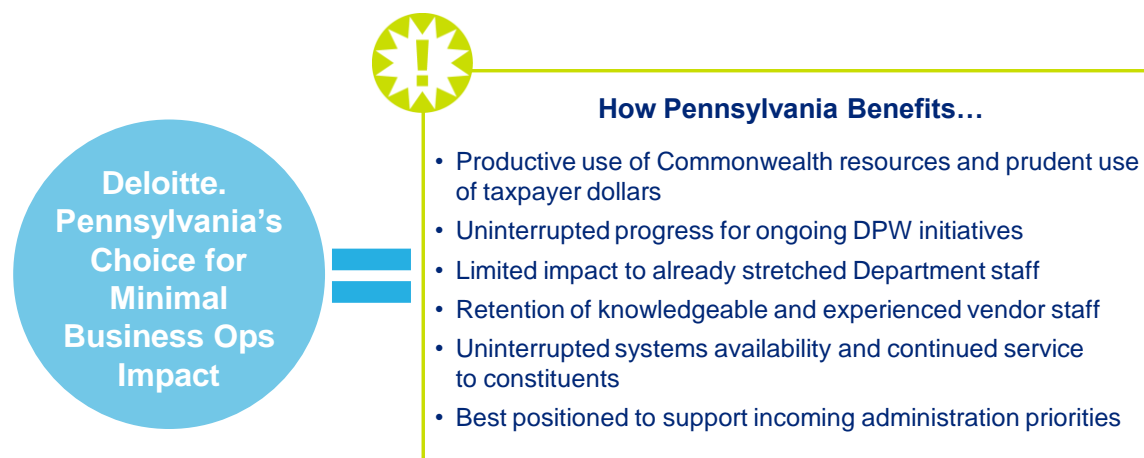 Deloitte.
Pennsylvania’s
Choice for
Minimal
Business Ops
Impact
!
How Pennsylvania Benefits…
• Productive use of Commonwealth resources and prudent use
of taxpayer dollars
• Uninterrupted progress for ongoing DPW initiatives
• Limited impact to already stretched Department staff
• Retention of knowledgeable and experienced vendor staff
• Uninterrupted systems availability and continued service
to constituents
• Best positioned to support incoming administration priorities